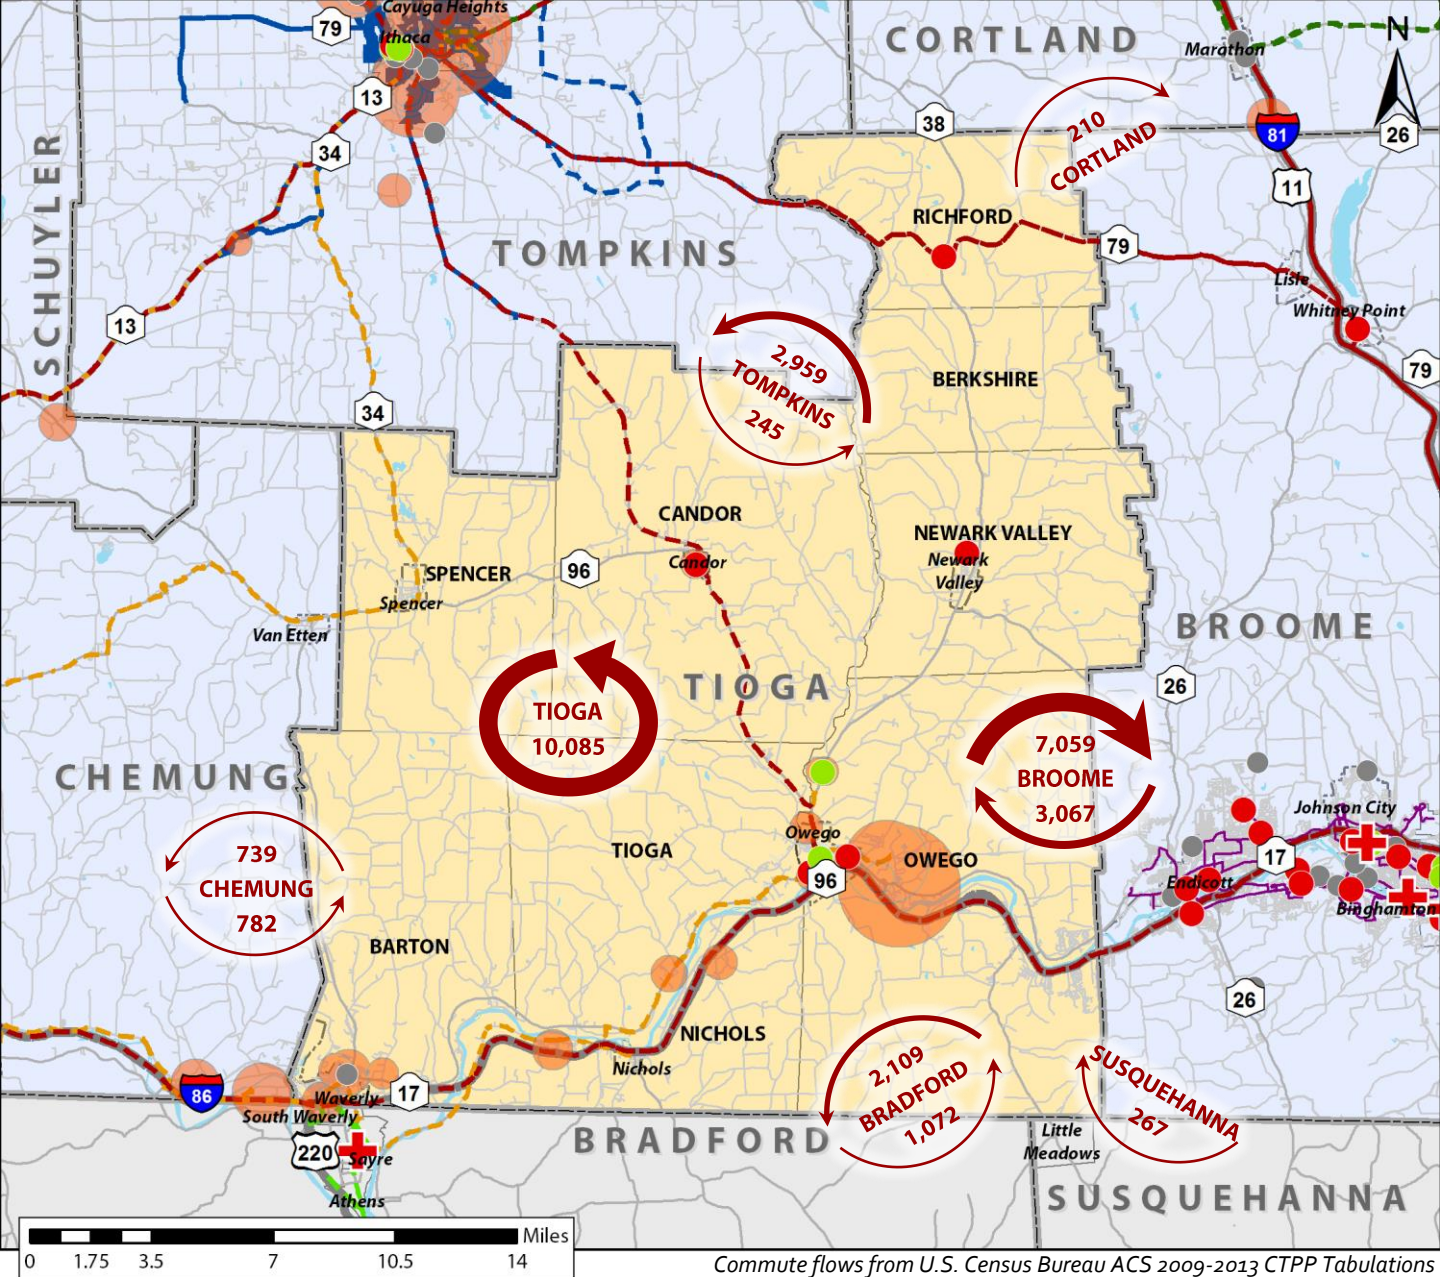 Cayuga Heights
79
Ithaca
CORTLAND
Marathon
N
13
38
210
CORTLAND
81
26
34
11
SCHUYLER
RICHFORD
TOMPKINS
79
Lisle
Whitney Point
13
2,959
TOMPKINS
245
BERKSHIRE
79
34
CANDOR
NEWARK VALLEY
Newark
Valley
96
Candor
SPENCER
Spencer
Van Etten
BROOME
TIOGA
26
TIOGA
10,085
7,059
BROOME
3,067
CHEMUNG
Johnson City
Owego
739
CHEMUNG
782
TIOGA
OWEGO
17
96
Endicott
Binghamton
BARTON
26
NICHOLS
Nichols
2,109
BRADFORD
1,072
SUSQUEHANNA
267
86
17
Waverly
South Waverly
BRADFORD
Little
Meadows
220
Sayre
Athens
SUSQUEHANNA
Miles
0 1.75 3.5 7 10.5 14
Commute flows from U.S. Census Bureau ACS 2009-2013 CTPP Tabulations